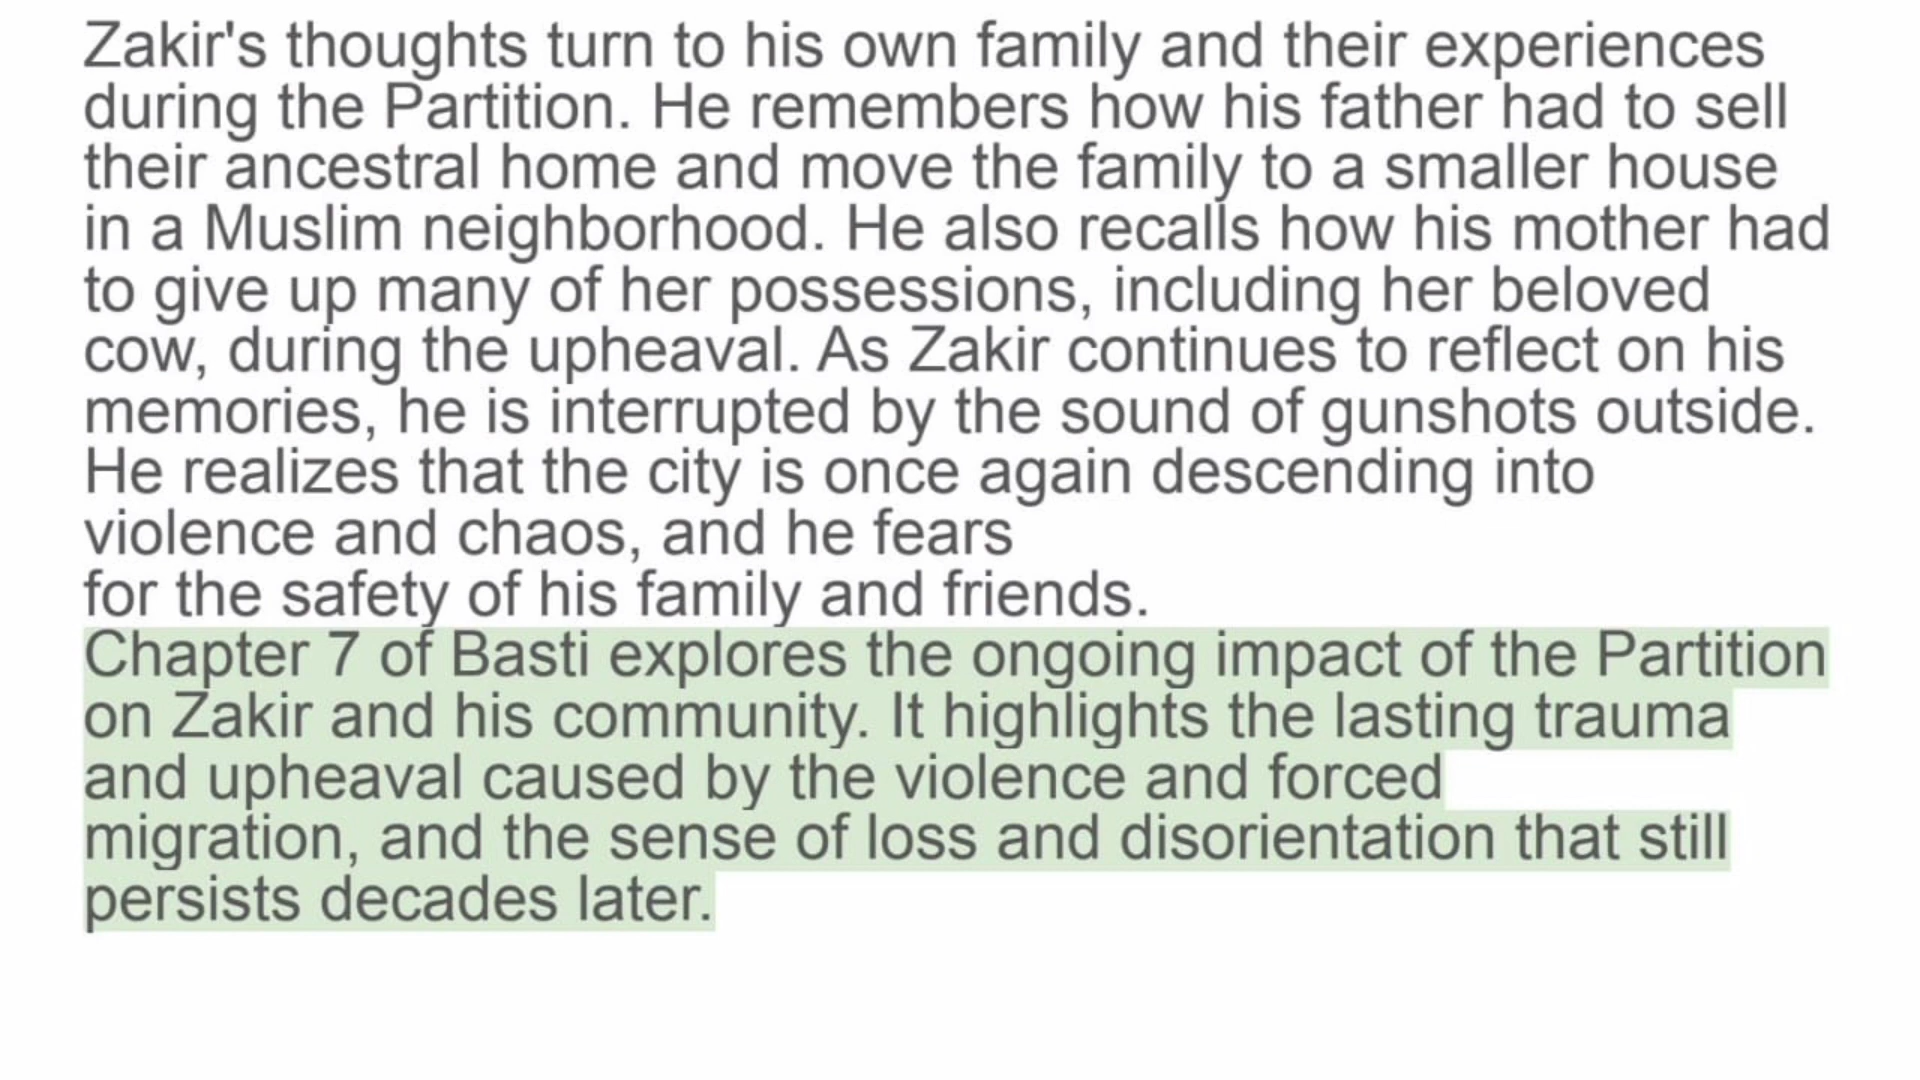 Zakir's thoughts turn to his own family and their experiences
during the Partition. He remembers how his father had to sell
their ancestral home and move the family to a smaller house
in a Muslim neighborhood. He also recalls how his mother had
to give up many of her possessions, including her beloved
cow, during the upheaval. As Zakir continues to reflect on his
memories, he is interrupted by the sound of gunshots outside.
He realizes that the city is once again descending into
violence and chaos, and he fears
for the safety of his family and friends.
Chapter 7 of Basti explores the ongoing impact of the Partition
on Zakir and his community. It highlights the lasting trauma
and upheaval caused by the violence and forced
migration, and the sense of loss and disorientation that still
persists decades later.